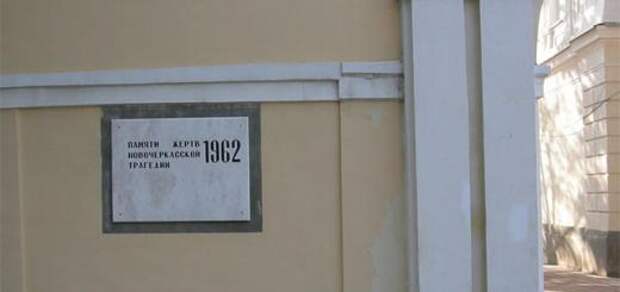 ПАМЯТИ ЖЕРТВ
НОВОЧЕРКАССКОЙ 1962
ТРАГЕДИИ